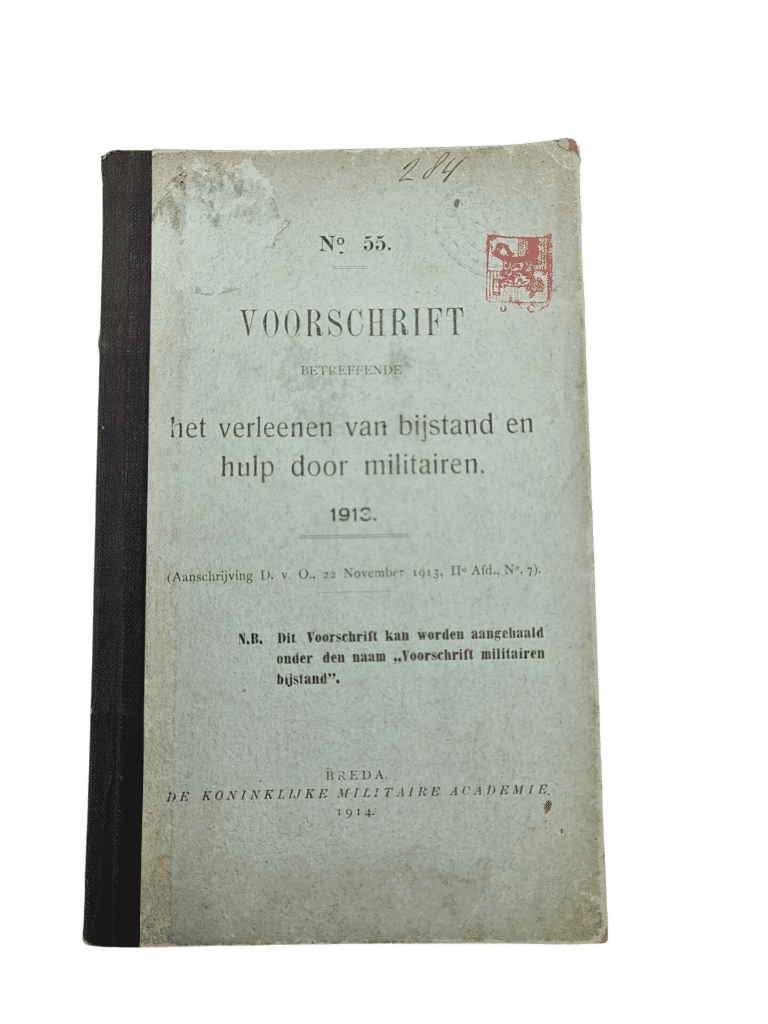 284
Nº 55.
VOORSCHRIFT
BETREFFENDE
het verleenen van bijstand en
hulp door militairen.
1913.
(Aanschrijving D. v. O., 22 November 1913, IIe Afd., Nº. 7).
N.B. Dit Voorschrift kan worden aangehaald
onder den naam „Voorschrift militairen
bijstand”.
BREDA.
DE KONINKLIJKE MILITAIRE ACADEMIE.
1914.